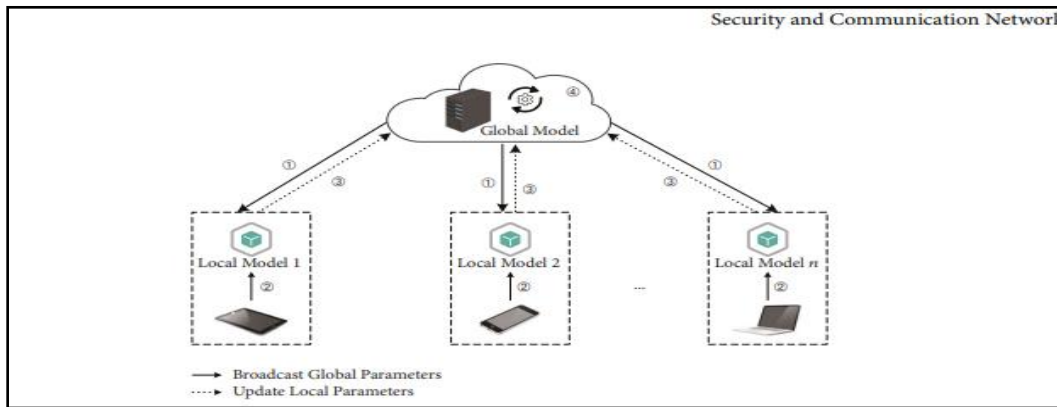 Security and Communication Network
④
Global Model
① ① ① 
③ ③ ③
Local Model 1 Local Model 2 Local Model n
② ② ... ②
Broadcast Global Parameters
Update Local Parameters